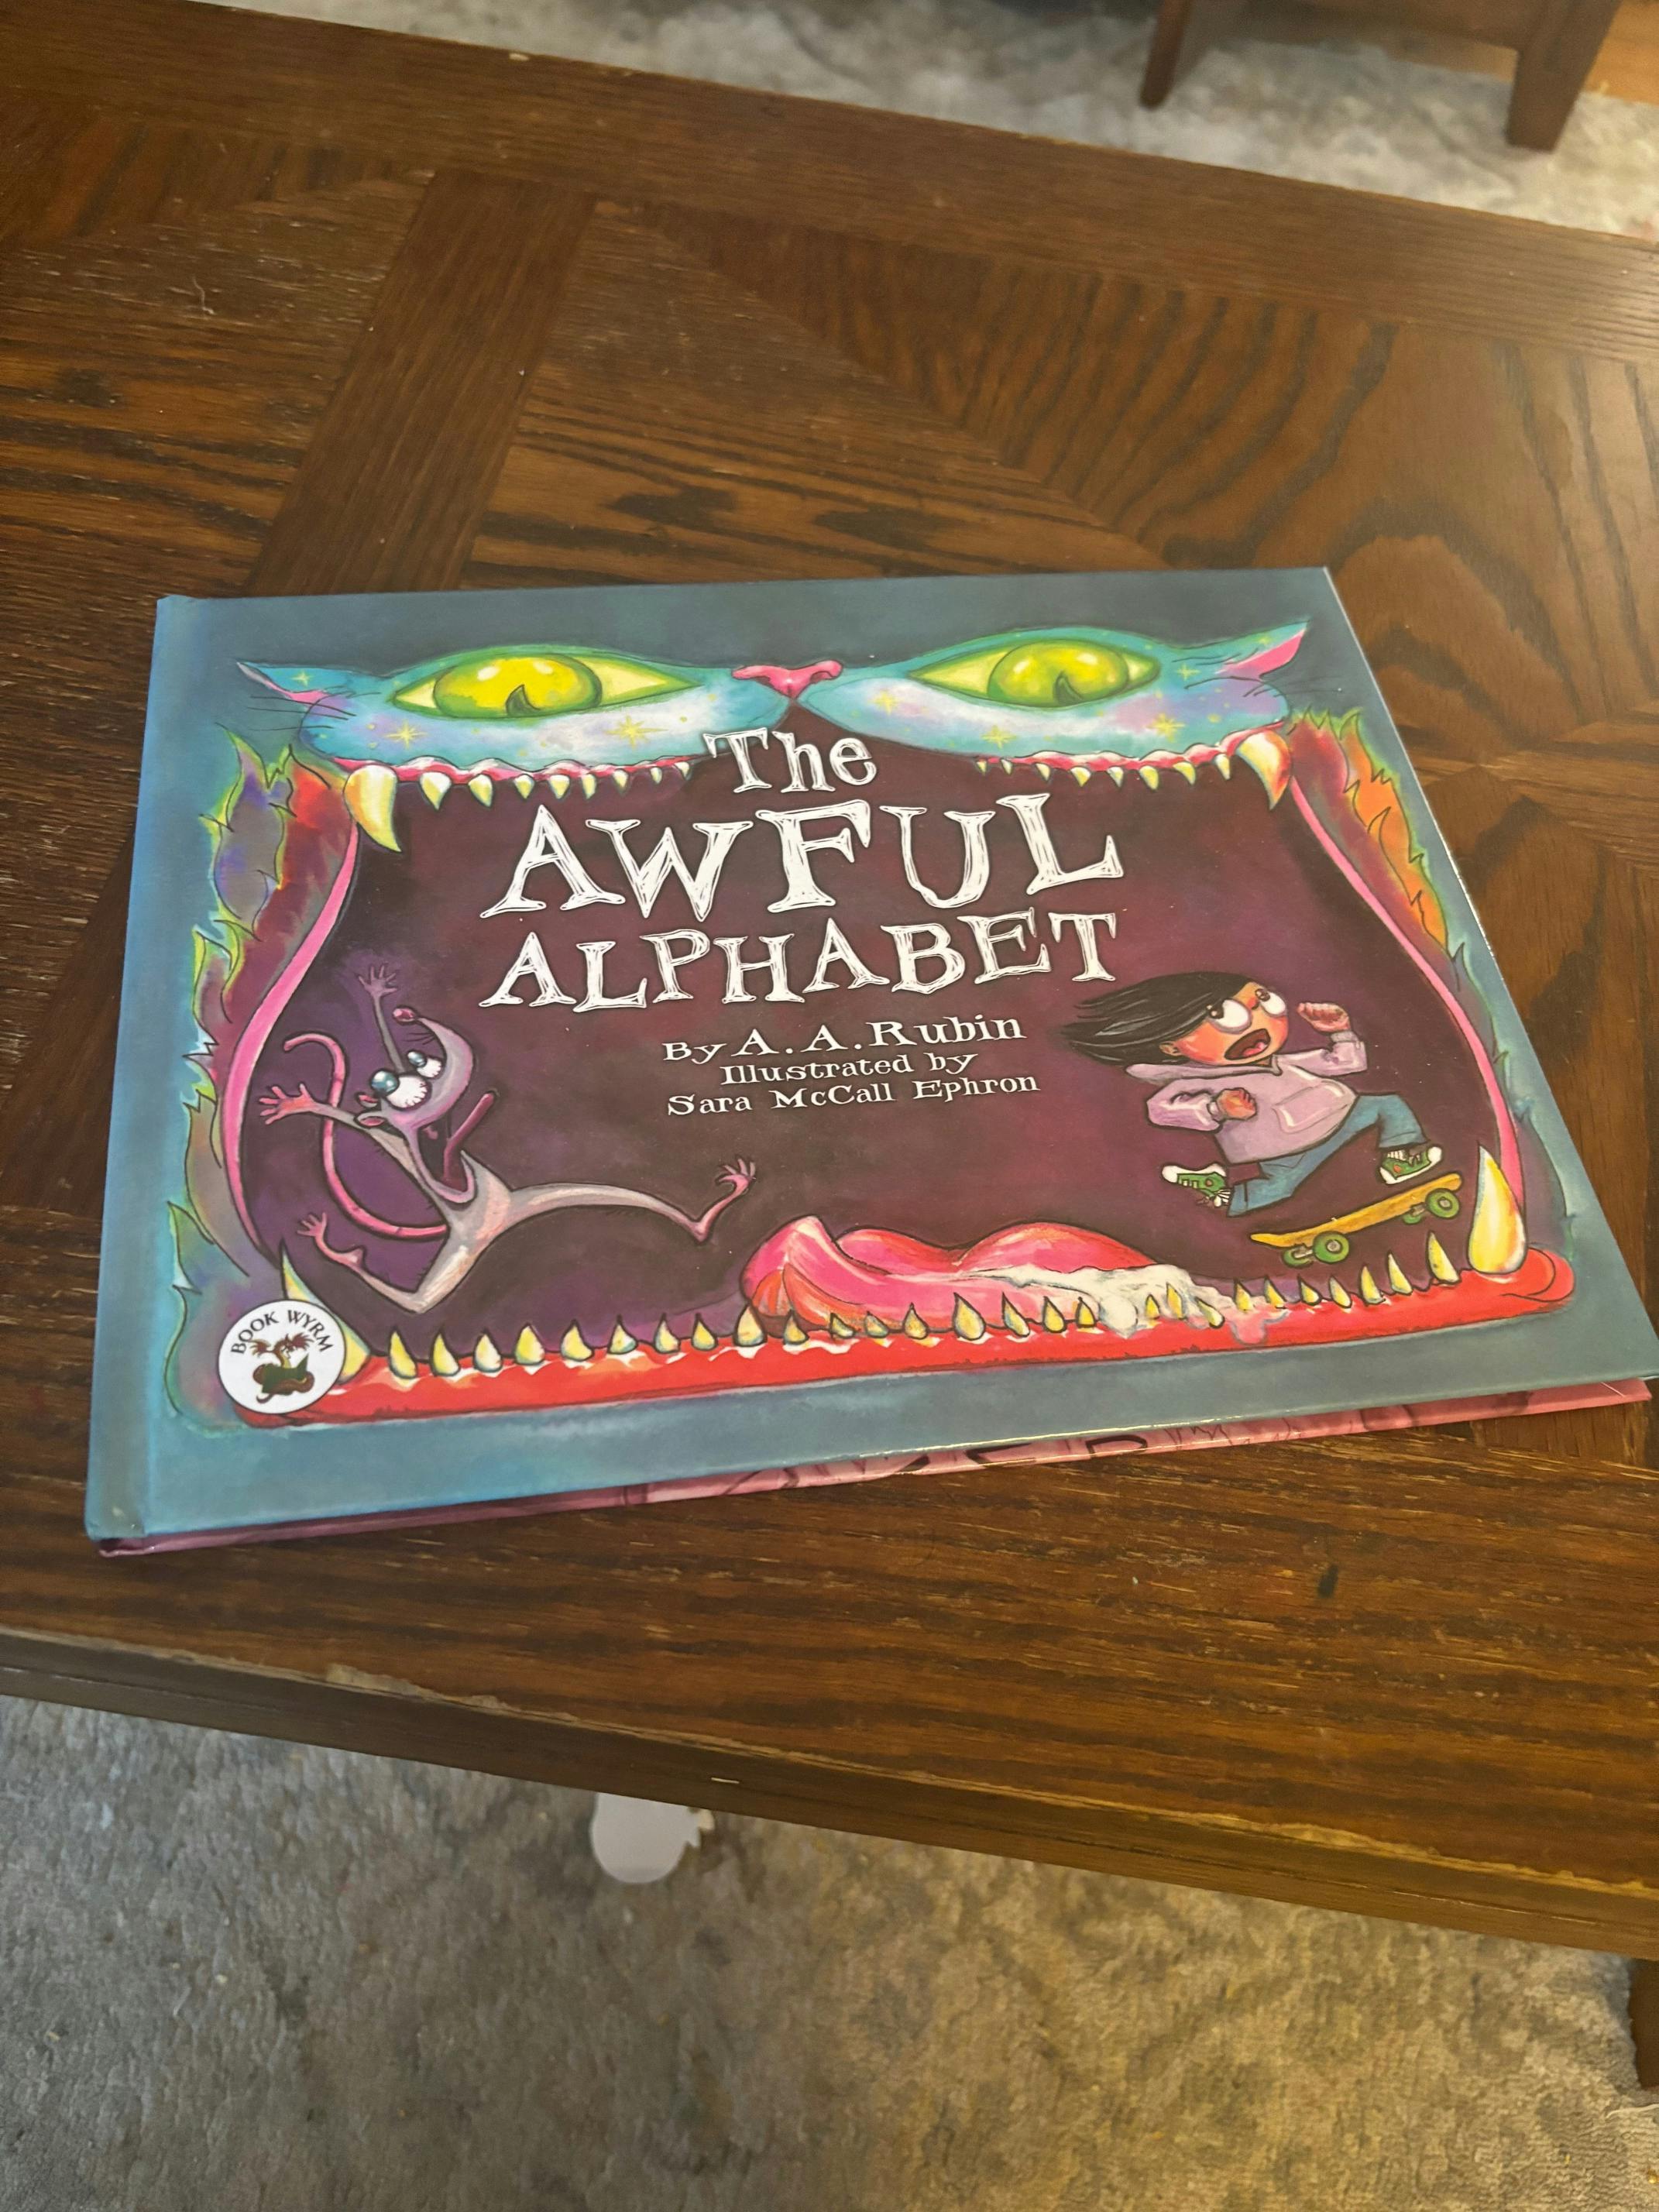 The
AWFUL
ALPHABET
By A. A. Rubin
Illustrated by
Sara McCall Ephron
BOOK WYRM